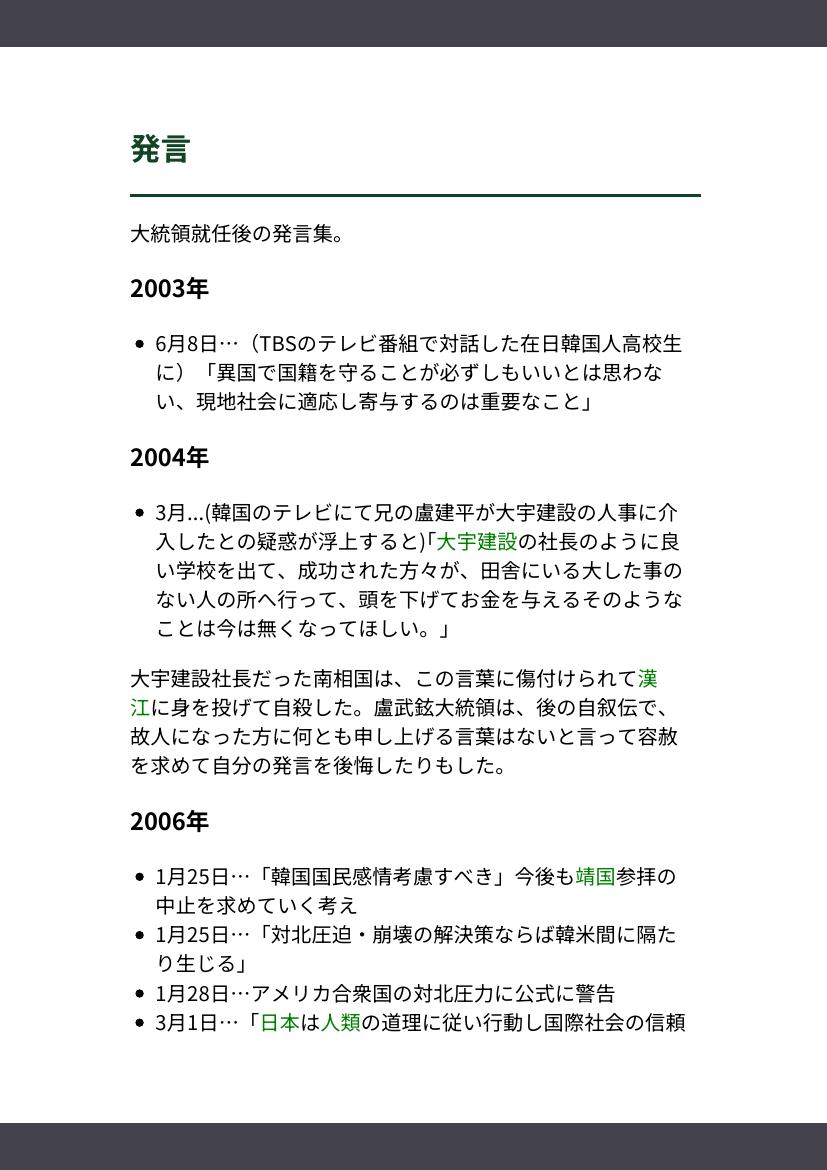 発言
大統領就任後の発言集。
2003年
• 6月8日…（TBSのテレビ番組で対話した在日韓国人高校生
に）「異国で国籍を守ることが必ずしもいいとは思わな
い、現地社会に適応し寄与するのは重要なこと」
2004年
• 3月...(韓国のテレビにて兄の盧建平が大宇建設の人事に介
入したとの疑惑が浮上すると)｢大宇建設の社長のように良
い学校を出て、成功された方々が、田舎にいる大した事の
ない人の所へ行って、頭を下げてお金を与えるそのような
ことは今は無くなってほしい。｣
大宇建設社長だった南相国は、この言葉に傷付けられて漢
江に身を投げて自殺した。盧武鉉大統領は、後の自叙伝で、
故人になった方に何とも申し上げる言葉はないと言って容赦
を求めて自分の発言を後悔したりもした。
2006年
• 1月25日…「韓国国民感情考慮すべき」今後も靖国参拝の
中止を求めていく考え
• 1月25日…「対北圧迫・崩壊の解決策ならば韓米間に隔た
り生じる」
• 1月28日…アメリカ合衆国の対北圧力に公式に警告
• 3月1日…「日本は人類の道理に従い行動し国際社会の信頼